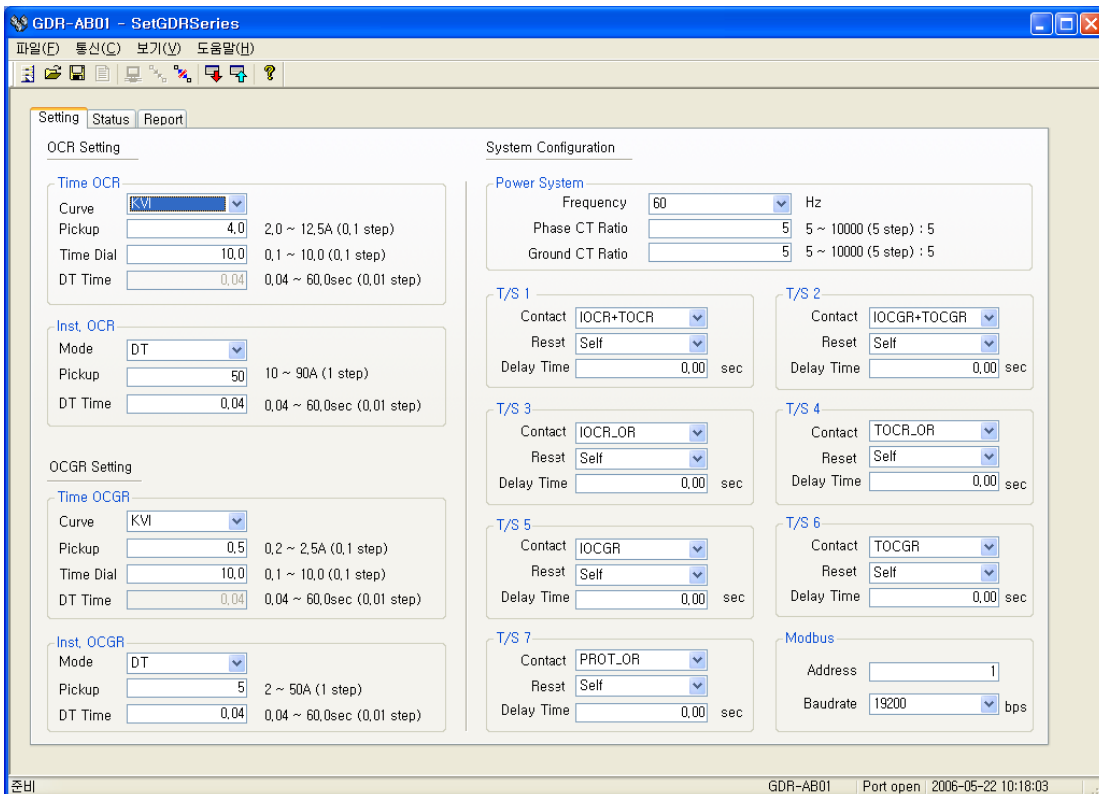 GDR-AB01 - SetGDRSeries
파일(F) 통신(C) 보기(V) 도움말(H)
Setting Status Report
OCR Setting
Time OCR
Curve KVI
Pickup 4.0 2.0 ~ 12.5A (0.1 step)
Time Dial 10.0 0.1 ~ 10.0 (0.1 step)
DT Time 0.04 0.04 ~ 60.0sec (0.01 step)
Inst. OCR
Mode DT
Pickup 50 10 ~ 90A (1 step)
DT Time 0.04 0.04 ~ 60.0sec (0.01 step)
OCGR Setting
Time OCGR
Curve KVI
Pickup 0.5 0.2 ~ 2.5A (0.1 step)
Time Dial 10.0 0.1 ~ 10.0 (0.1 step)
DT Time 0.04 0.04 ~ 60.0sec (0.01 step)
Inst. OCGR
Mode DT
Pickup 5 2 ~ 50A (1 step)
DT Time 0.04 0.04 ~ 60.0sec (0.01 step)
System Configuration
Power System
Frequency 60 Hz
Phase CT Ratio 5 5 ~ 10000 (5 step) : 5
Ground CT Ratio 5 5 ~ 10000 (5 step) : 5
T/S 1
Contact IOCR+TOCR
Reset Self
Delay Time 0.00 sec
T/S 2
Contact IOCGR+TOCGR
Reset Self
Delay Time 0.00 sec
T/S 3
Contact IOCR_OR
Reset Self
Delay Time 0.00 sec
T/S 4
Contact TOCR_OR
Reset Self
Delay Time 0.00 sec
T/S 5
Contact IOCGR
Reset Self
Delay Time 0.00 sec
T/S 6
Contact TOCGR
Reset Self
Delay Time 0.00 sec
T/S 7
Contact PROT_OR
Reset Self
Delay Time 0.00 sec
Modbus
Address 1
Baudrate 19200 bps
준비 GDR-AB01 Port open 2006-05-22 10:18:03